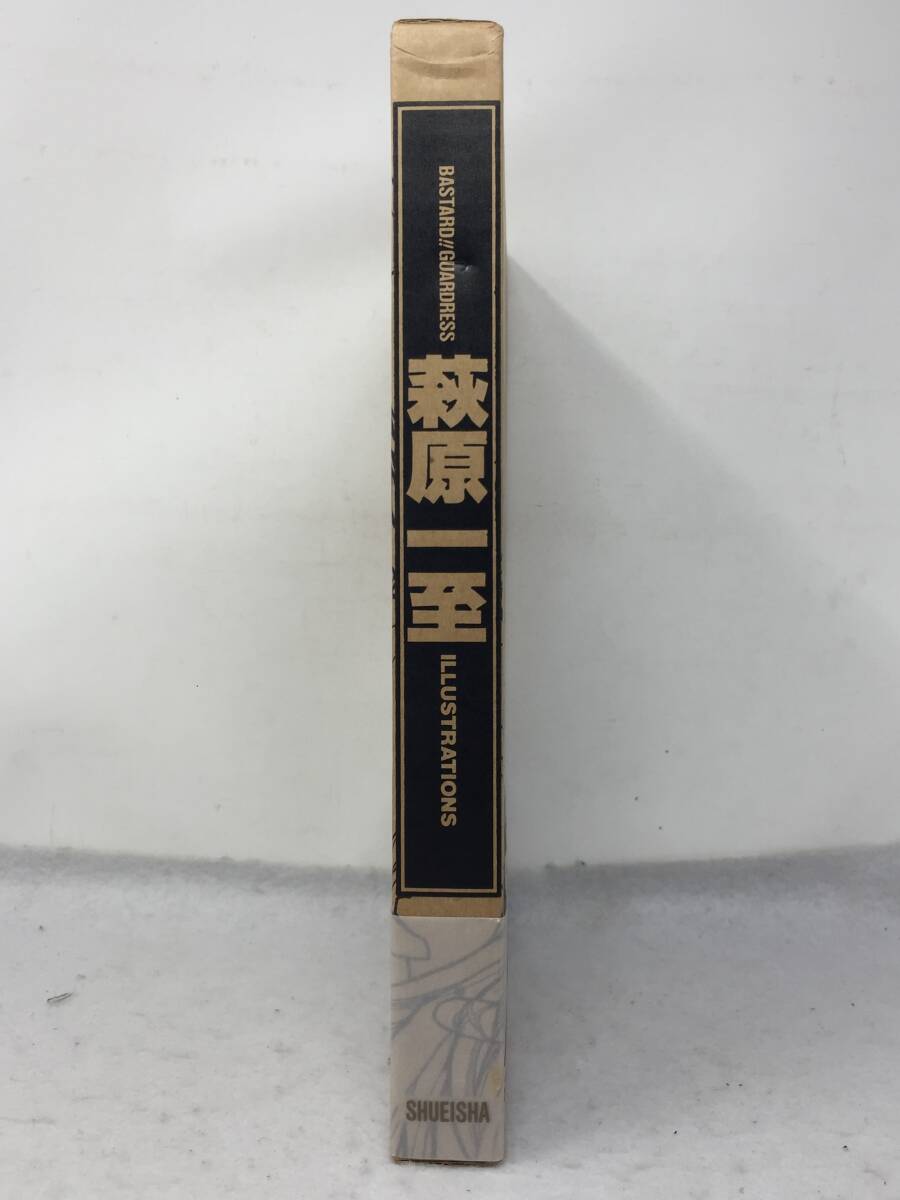 BASTARD!! GUARDRESS
萩原一至
ILLUSTRATIONS
SHUEISHA